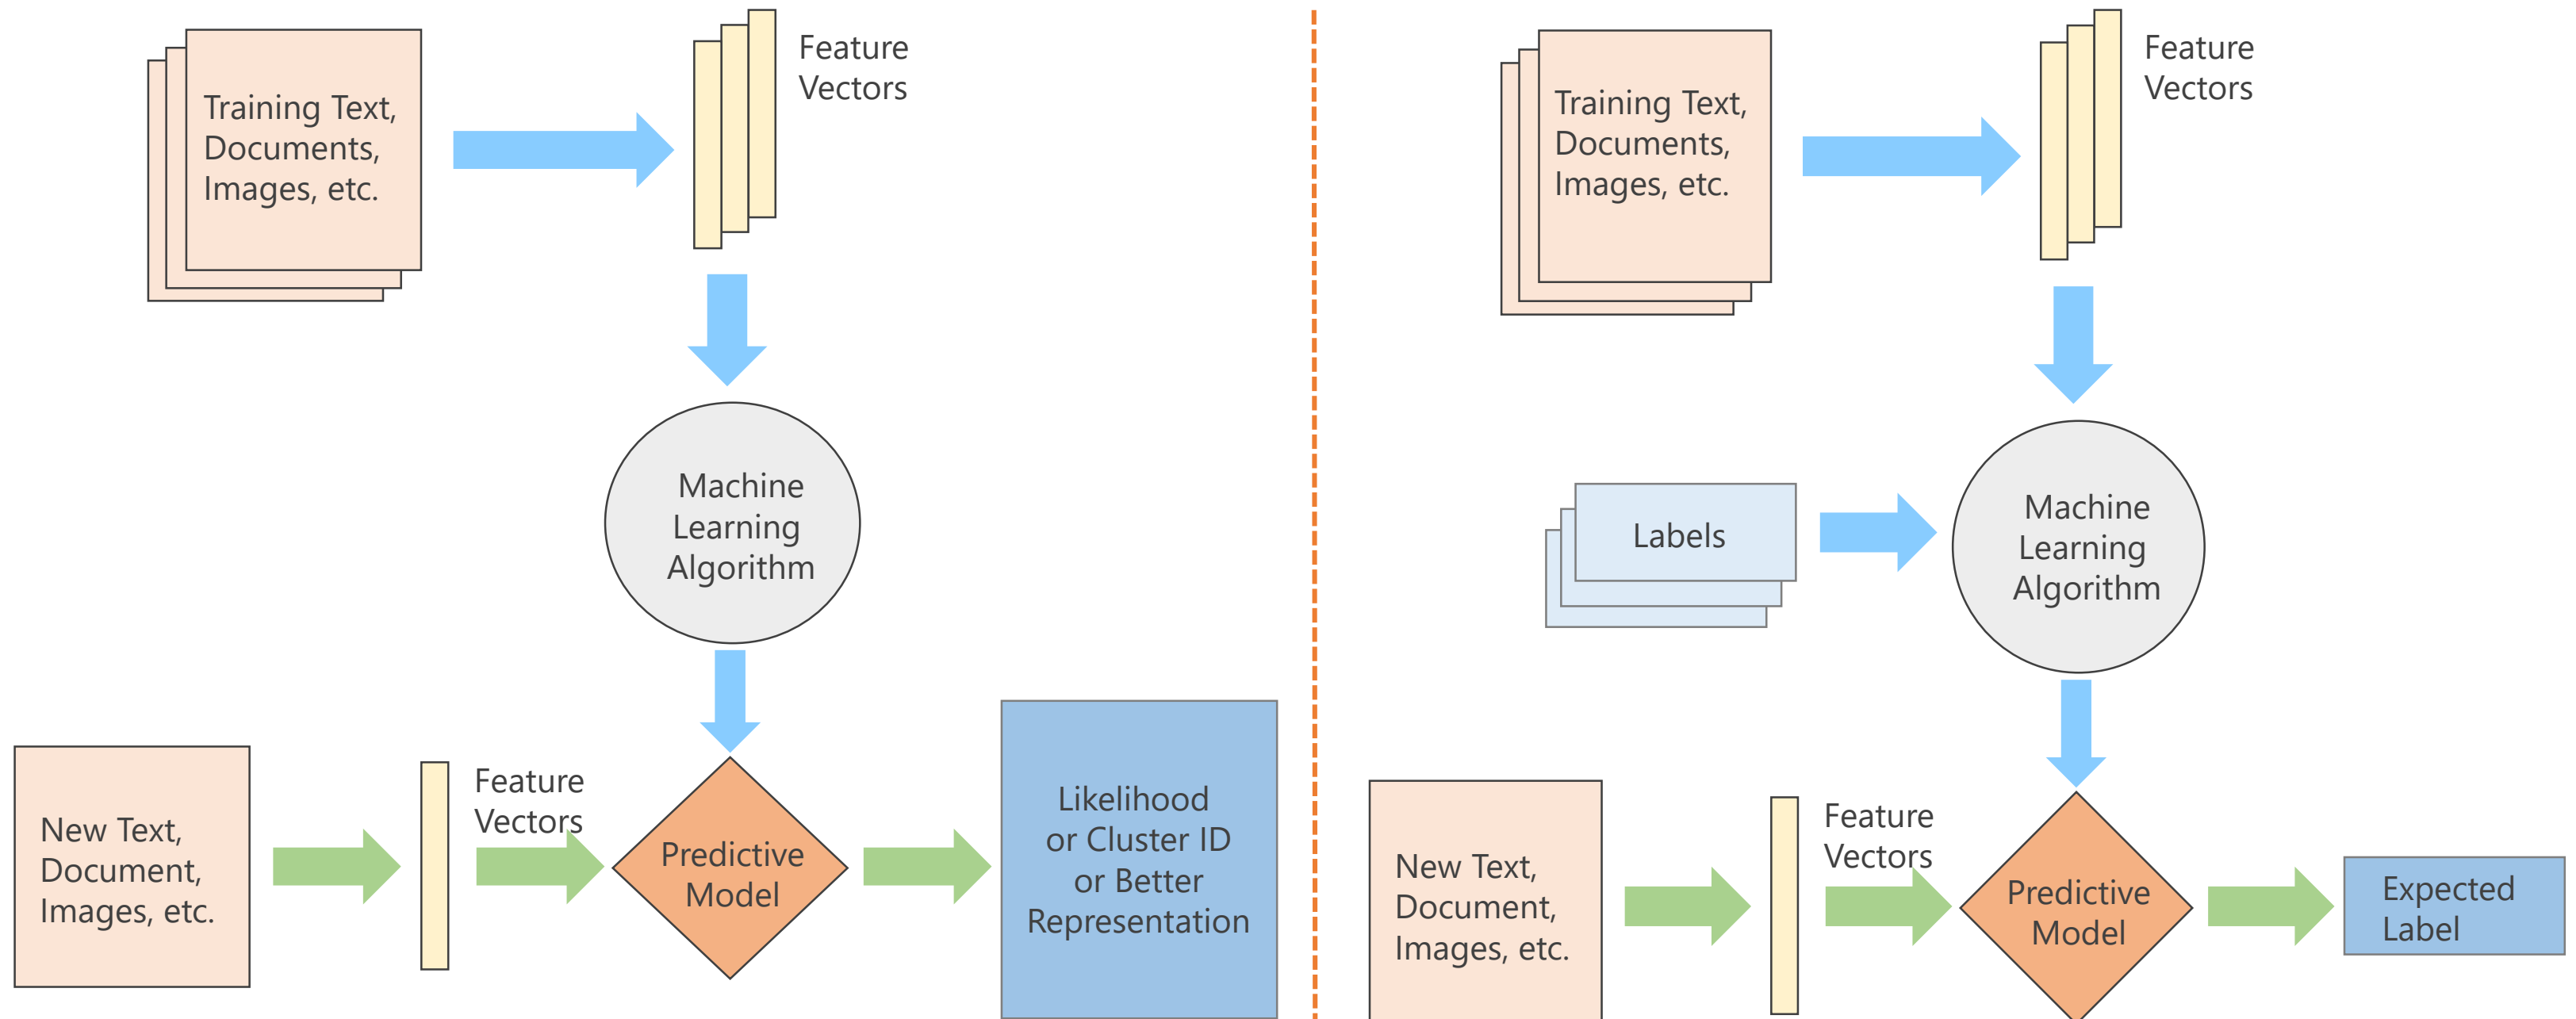 Training Text,
Documents,
Images, etc.
Feature
Vectors
Machine
Learning
Algorithm
New Text,
Document,
Images, etc.
Feature
Vectors
Predictive
Model
Likelihood
or Cluster ID
or Better
Representation
Training Text,
Documents,
Images, etc.
Feature
Vectors
Labels
Machine
Learning
Algorithm
New Text,
Document,
Images, etc.
Feature
Vectors
Predictive
Model
Expected
Label